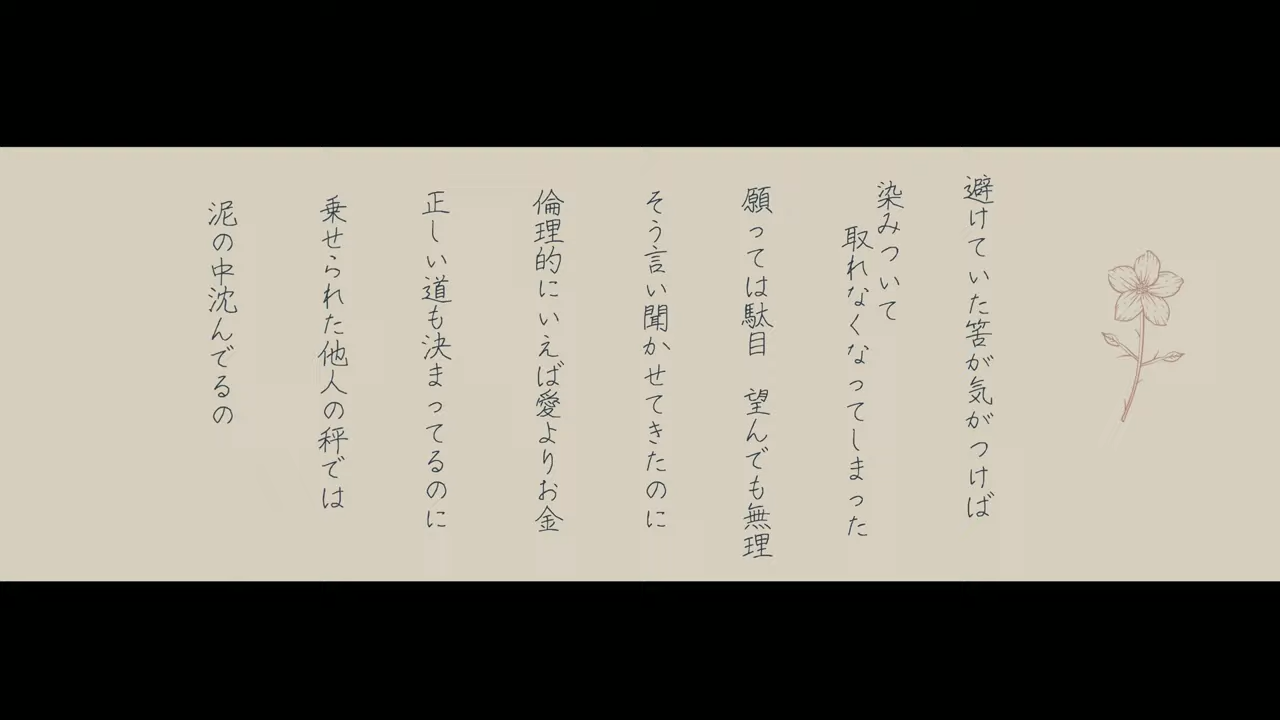 避けていた筈が気がつけば
染みついて
取れなくなってしまった
願っては駄目　望んでも無理
そう言い聞かせてきたのに
倫理的にいえば愛よりお金
正しい道も決まってるのに
乗せられた他人の秤では
泥の中沈んでるの